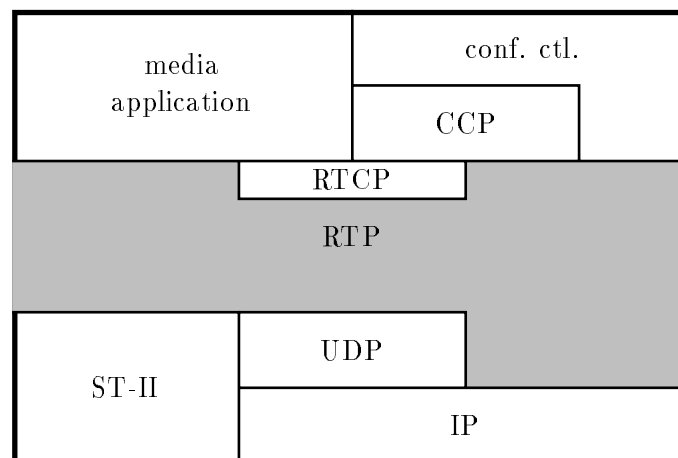 media
application
conf. ctl.
CCP
RTCP
RTP
UDP
ST-II
IP